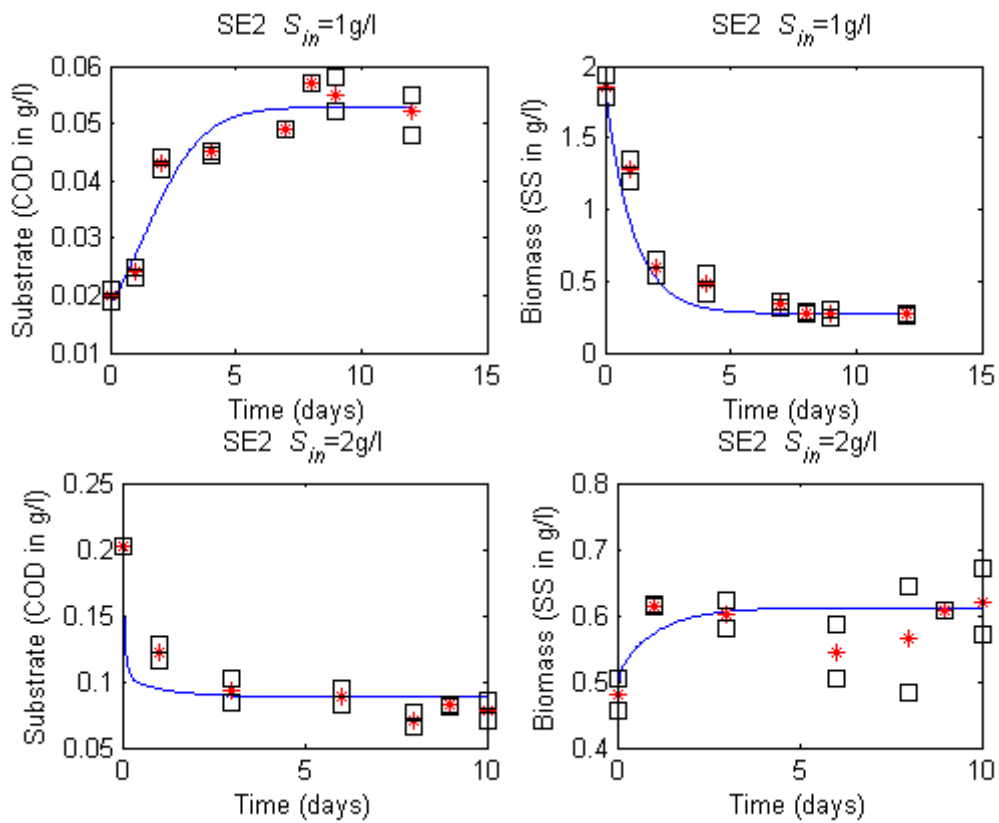 SE2 S_in=1g/l
Substrate (COD in g/l)
0.06
0.05
0.04
0.03
0.02
0.01
0
5
10
15
Time (days)
SE2 S_in=1g/l
Biomass (SS in g/l)
2
1.5
1
0.5
0
0
5
10
15
Time (days)
SE2 S_in=2g/l
Substrate (COD in g/l)
0.25
0.2
0.15
0.1
0.05
0
5
10
Time (days)
SE2 S_in=2g/l
Biomass (SS in g/l)
0.8
0.7
0.6
0.5
0.4
0
5
10
Time (days)